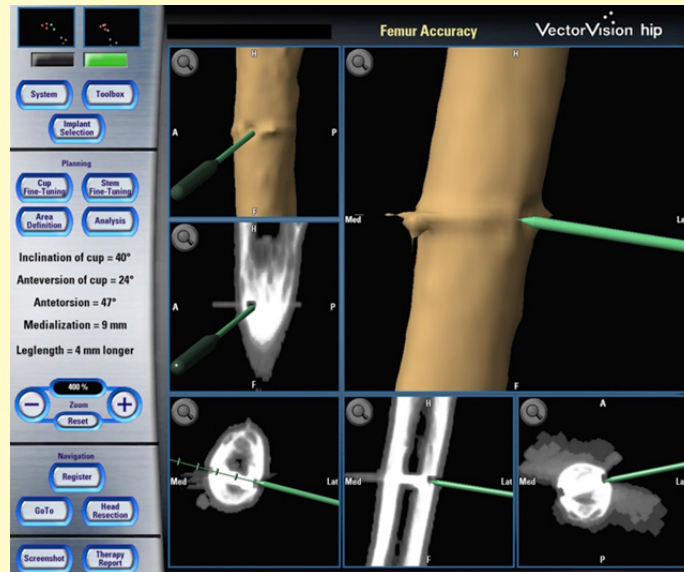 Femur Accuracy
VectorVision hip
System
Toolbox
Implant
Selection
Planning
Cup
Fine-Tuning
Stem
Fine-Tuning
Area
Definition
Analysis
Inclination of cup = 40°
Anteversion of cup = 24°
Antetorsion = 47°
Medialization = 9 mm
Leglength = 4 mm longer
400 %
Zoom
Reset
Navigation
Register
GoTo
Head
Resection
Screenshot
Therapy
Report
H
A
P
F
H
A
P
F
H
Med
Lat
F
Med
Lat
H
Med
Lat
F
A
Med
Lat
P